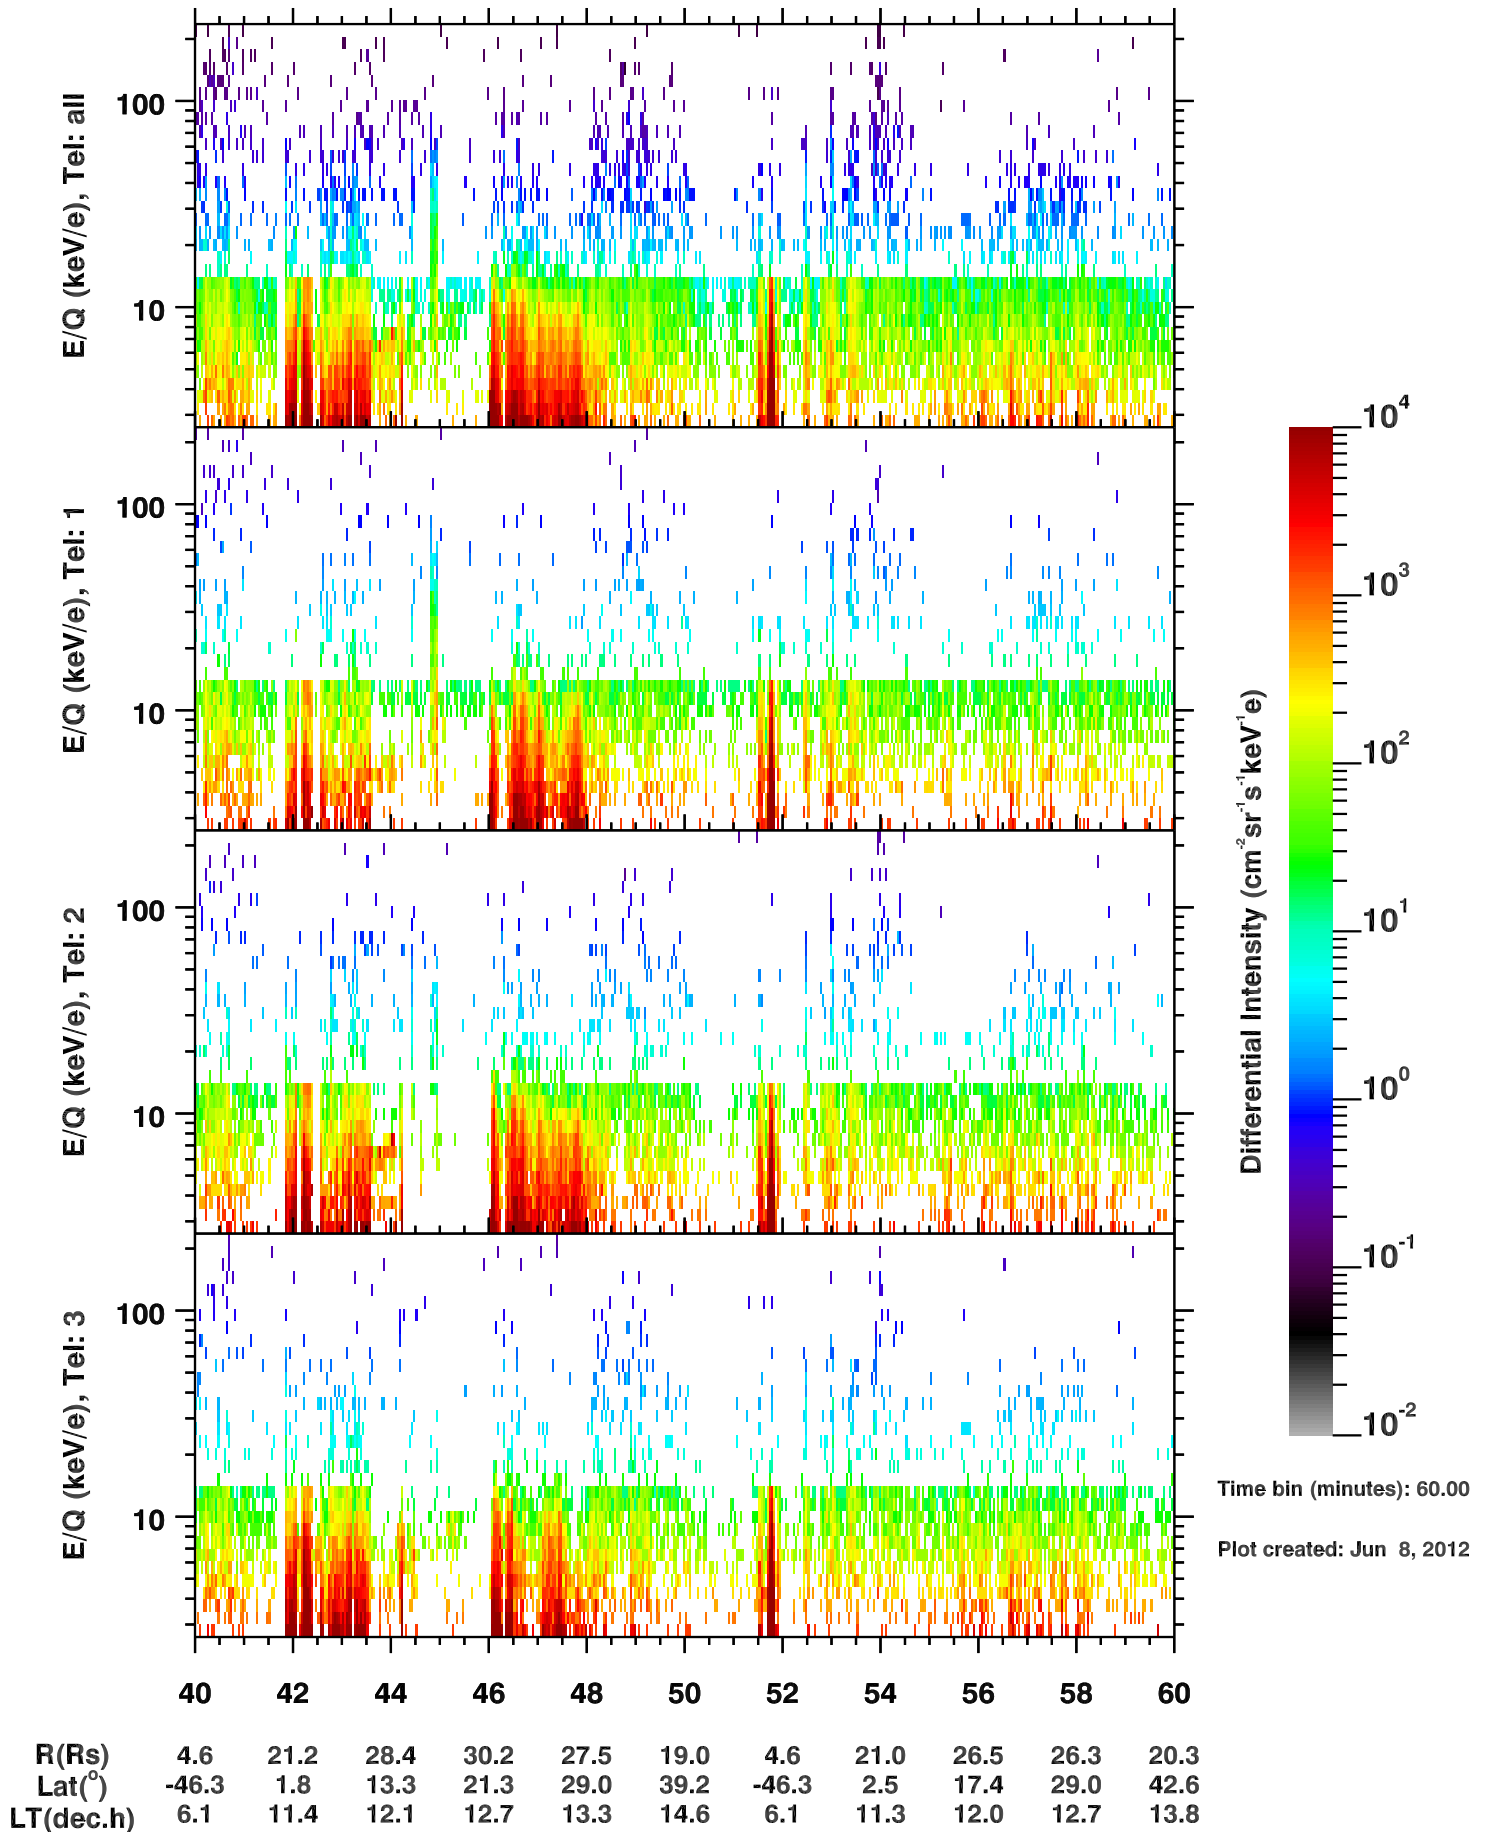 E/Q (keV/e), Tel: all
100
10
E/Q (keV/e), Tel: 1
100
10
E/Q (keV/e), Tel: 2
100
10
E/Q (keV/e), Tel: 3
100
10
10⁴
10³
10²
10¹
10⁰
10⁻¹
10⁻²
Differential Intensity (cm⁻²sr⁻¹s⁻¹keV⁻¹e)
Time bin (minutes): 60.00
Plot created: Jun 8, 2012
40 42 44 46 48 50 52 54 56 58 60
R(Rs) 4.6 21.2 28.4 30.2 27.5 19.0 4.6 21.0 26.5 26.3 20.3
Lat(°) -46.3 1.8 13.3 21.3 29.0 39.2 -46.3 2.5 17.4 29.0 42.6
LT(dec.h) 6.1 11.4 12.1 12.7 13.3 14.6 6.1 11.3 12.0 12.7 13.8